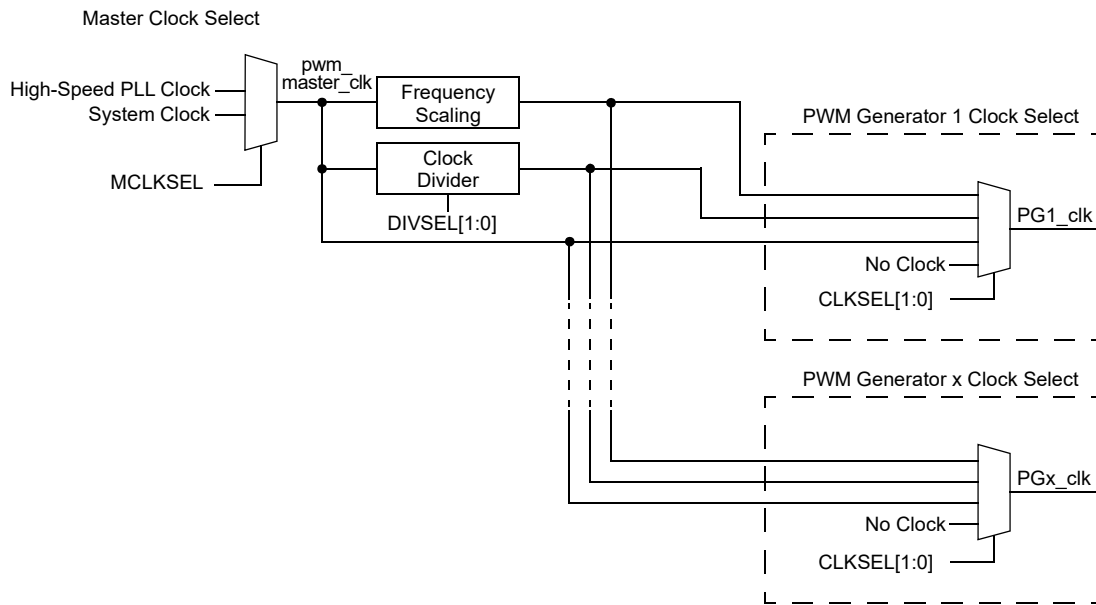 Master Clock Select
High-Speed PLL Clock
System Clock
MCLKSEL
pwm_
master_clk
Frequency
Scaling
Clock
Divider
DIVSEL[1:0]
PWM Generator 1 Clock Select
PG1_clk
No Clock
CLKSEL[1:0]
PWM Generator x Clock Select
PGx_clk
No Clock
CLKSEL[1:0]